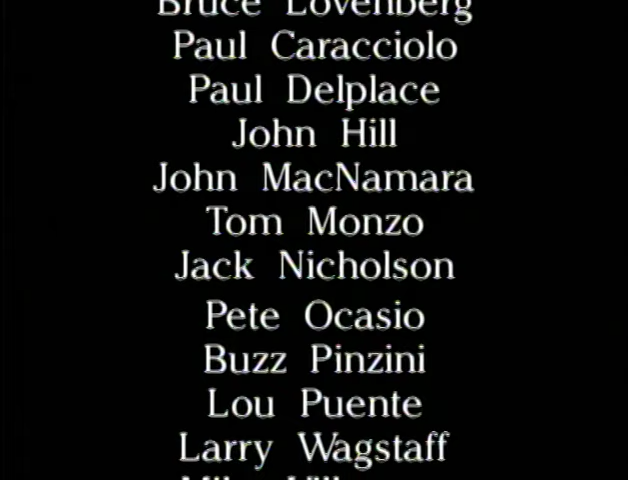 Bruce Lovenberg
Paul Caracciolo
Paul Delplace
John Hill
John MacNamara
Tom Monzo
Jack Nicholson
Pete Ocasio
Buzz Pinzini
Lou Puente
Larry Wagstaff